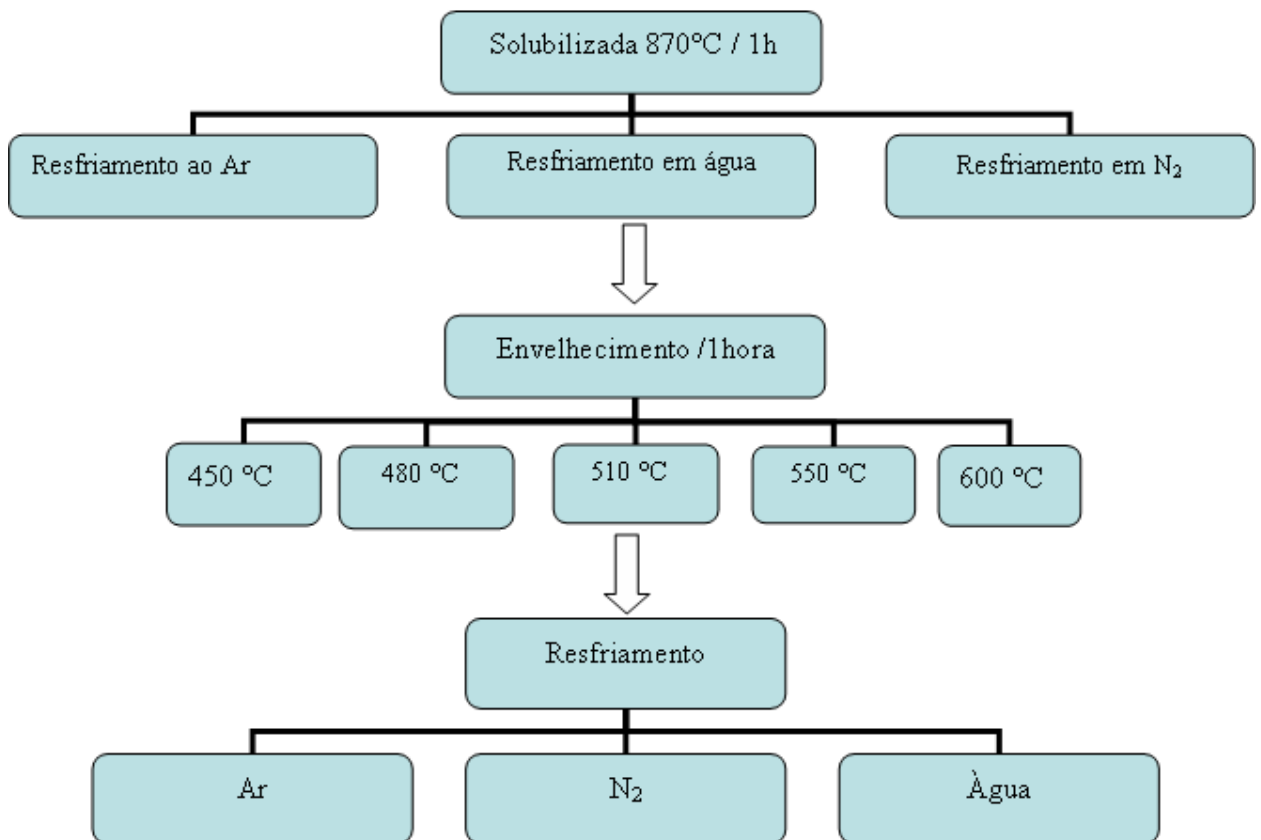 Solubilizada 870ºC / 1h
Resfriamento ao Ar
Resfriamento em água
Resfriamento em N₂
Envelhecimento /1hora
450 ºC
480 ºC
510 ºC
550 ºC
600 ºC
Resfriamento
Ar
N₂
Àgua